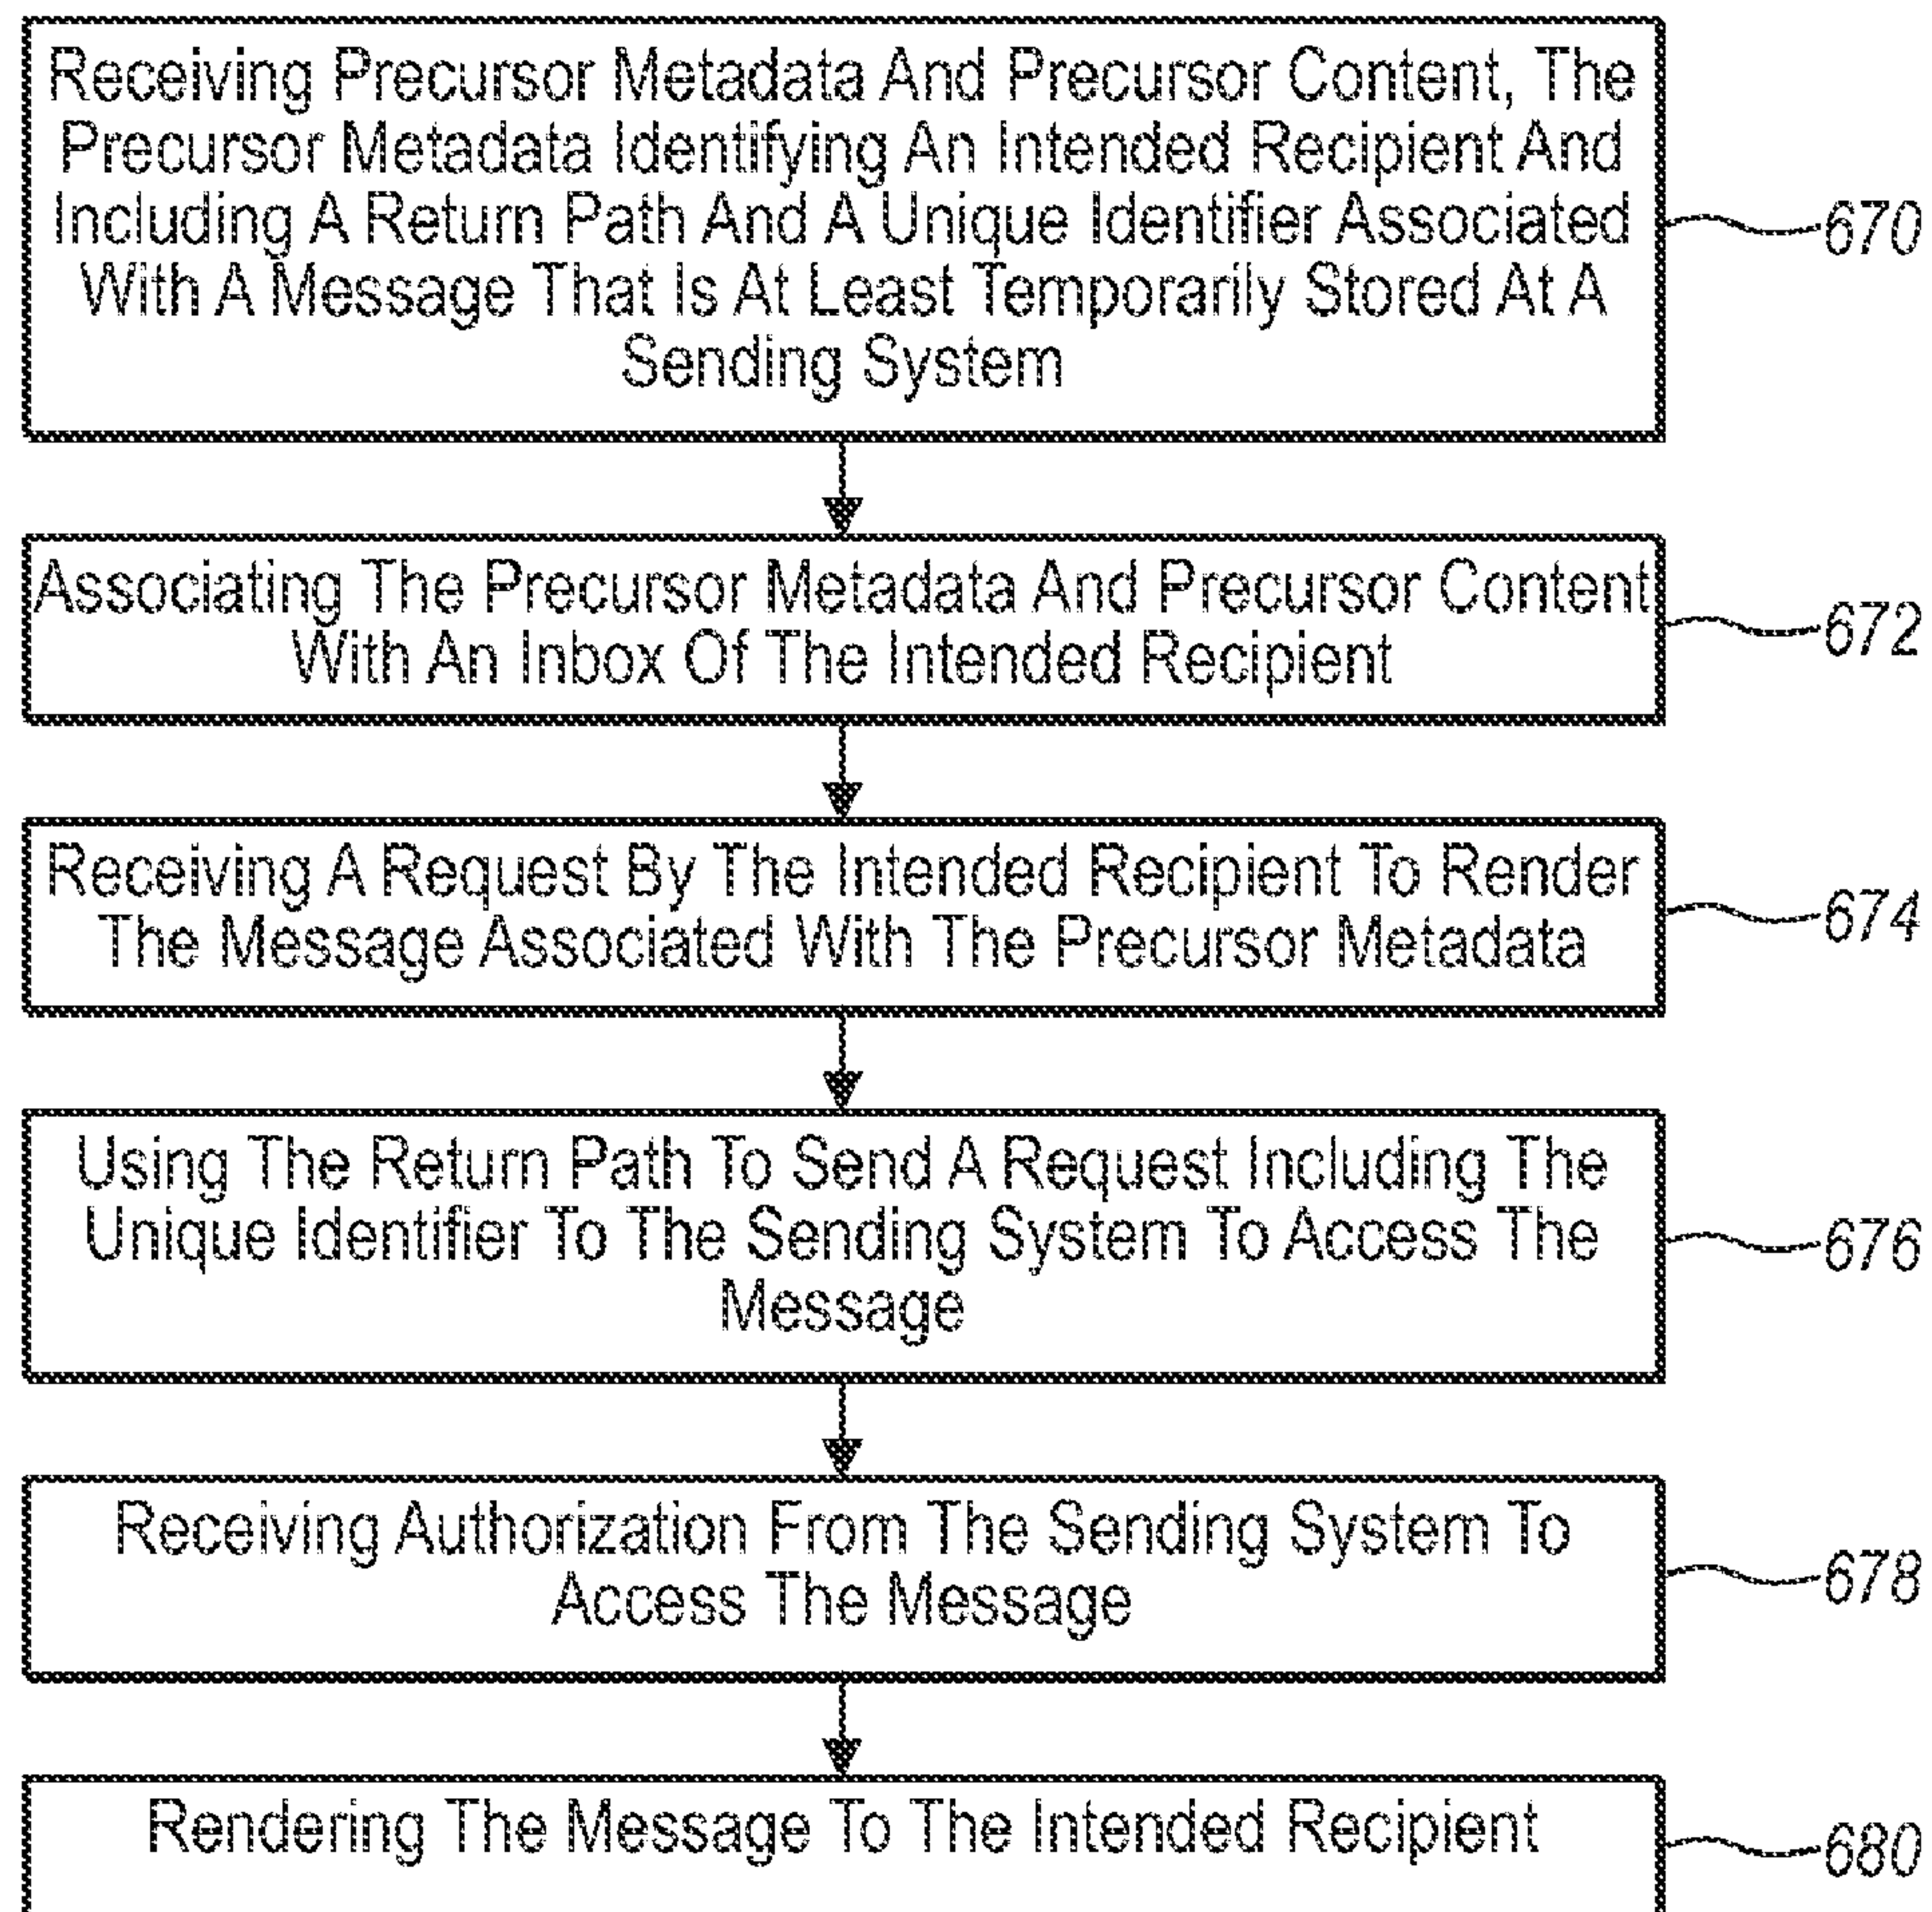 Receiving Precursor Metadata And Precursor Content, The
Precursor Metadata Identifying An Intended Recipient And
Including A Return Path And A Unique Identifier Associated
With A Message That Is At Least Temporarily Stored At A
Sending System
670
Associating The Precursor Metadata And Precursor Content
With An Inbox Of The Intended Recipient
672
Receiving A Request By The Intended Recipient To Render
The Message Associated With The Precursor Metadata
674
Using The Return Path To Send A Request Including The
Unique Identifier To The Sending System To Access The
Message
676
Receiving Authorization From The Sending System To
Access The Message
678
Rendering The Message To The Intended Recipient
680